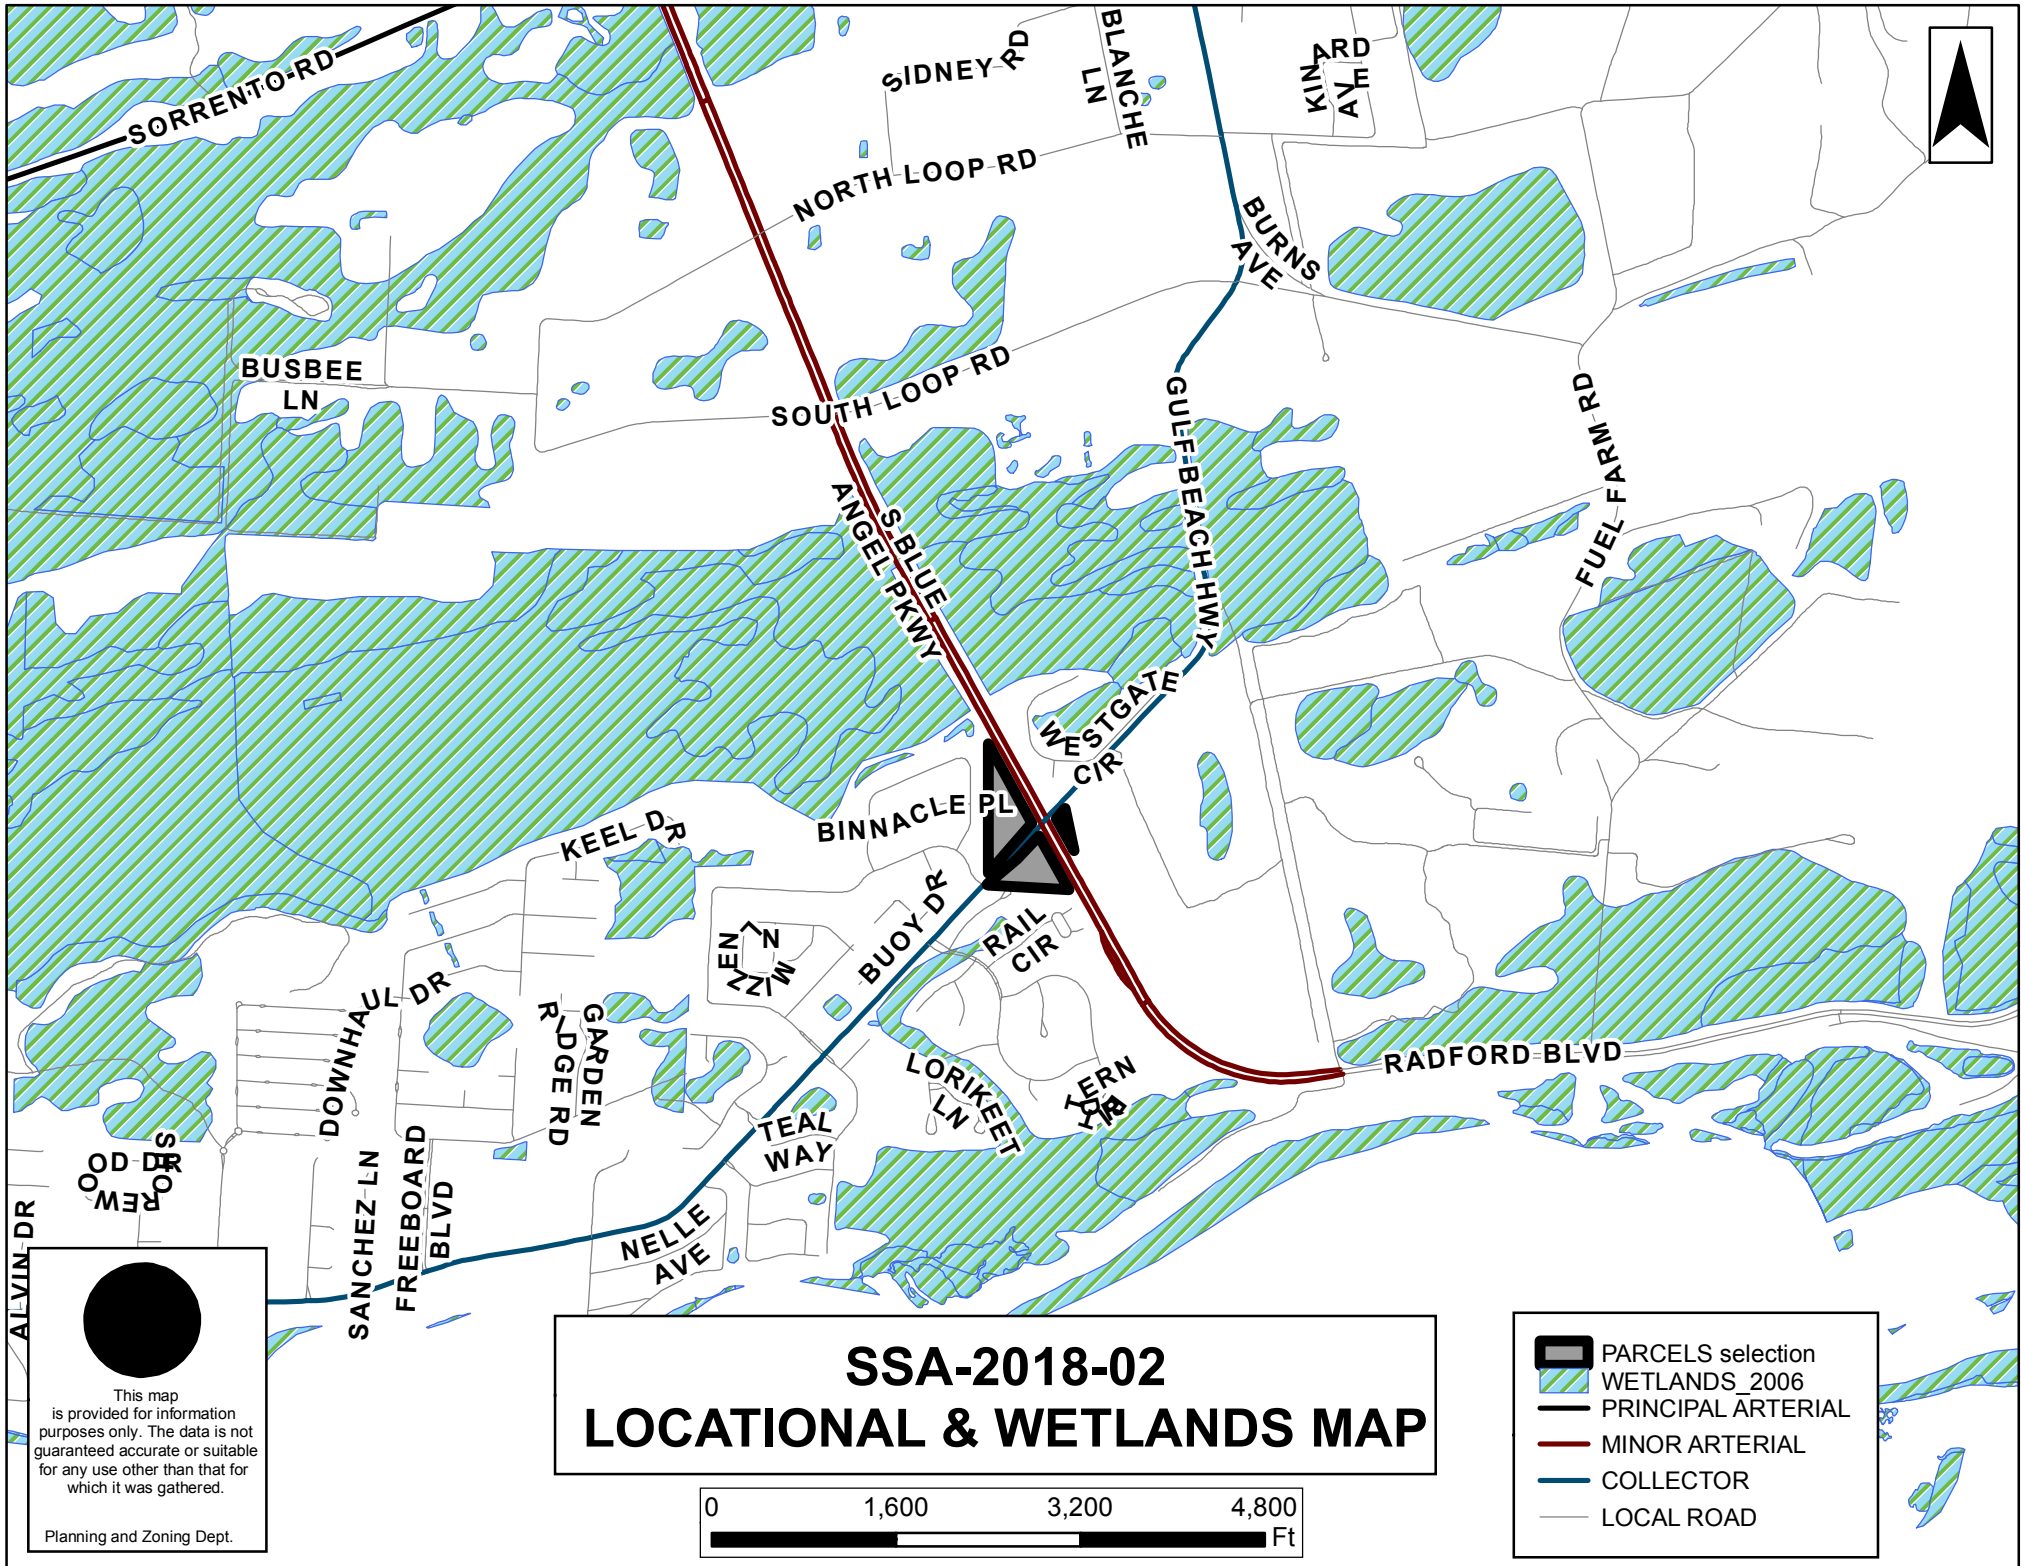 SORRENTO RD
SIDNEY RD
BLANCHE
LN
ARD
KIN
AVE
NORTH LOOP RD
BURNS
AVE
BUSBEE
LN
SOUTH LOOP RD
GULF BEACH HWY
FUEL FARM RD
S BLUE
ANGEL PKWY
WESTGATE
CIR
BINNACLE PL
KEEL DR
BUOY DR
RAIL
CIR
MIZZEN
LN
DOWNHAUL DR
GARDEN
RIDGE RD
LORIKEET
LN
TERN
RADFORD BLVD
TEAL
WAY
SHO
REWO
OD DR
SANCHEZ LN
FREEBOARD
BLVD
NELLE
AVE
ALVIN DR
This map
is provided for information
purposes only. The data is not
guaranteed accurate or suitable
for any use other than that for
which it was gathered.
Planning and Zoning Dept.
SSA-2018-02
LOCATIONAL & WETLANDS MAP
0 1,600 3,200 4,800
Ft
PARCELS selection
WETLANDS_2006
PRINCIPAL ARTERIAL
MINOR ARTERIAL
COLLECTOR
LOCAL ROAD